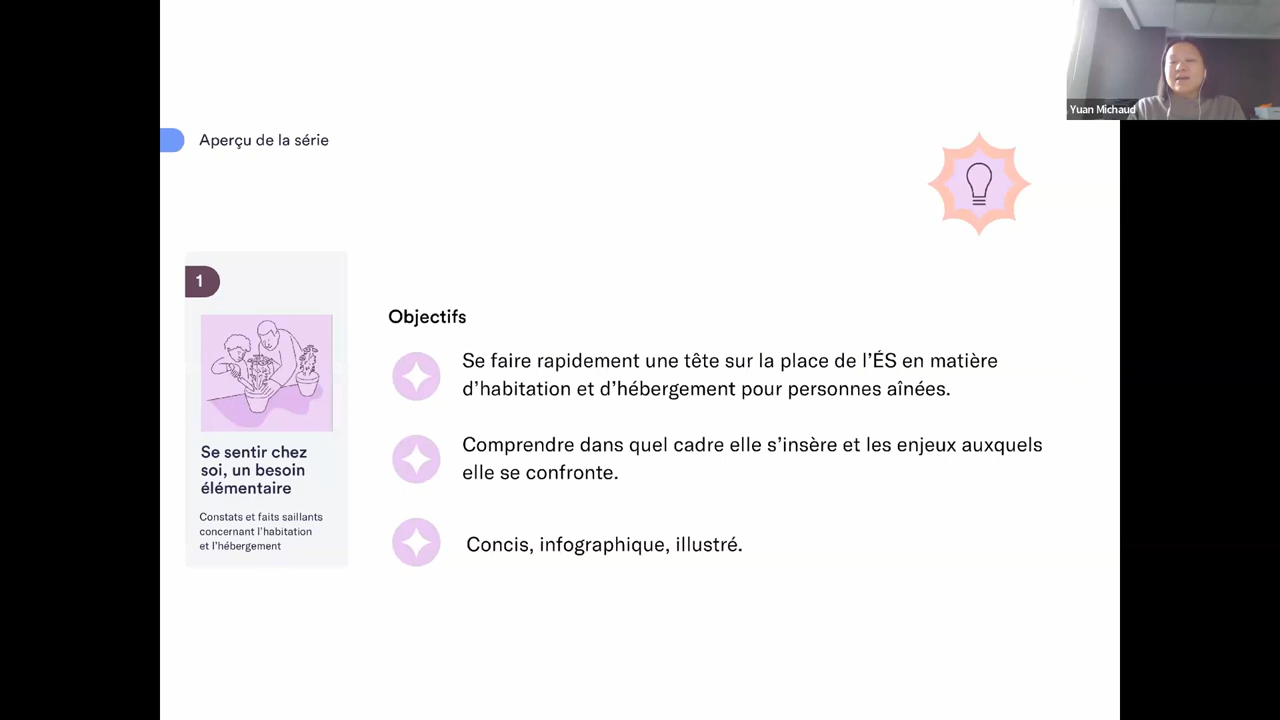 Yuan Michaud
Aperçu de la série
1
Se sentir chez
soi, un besoin
élémentaire
Constats et faits saillants
concernant l'habitation
et l'hébergement
Objectifs
Se faire rapidement une tête sur la place de l'ÉS en matière
d'habitation et d'hébergement pour personnes aînées.
Comprendre dans quel cadre elle s'insère et les enjeux auxquels
elle se confronte.
Concis, infographique, illustré.